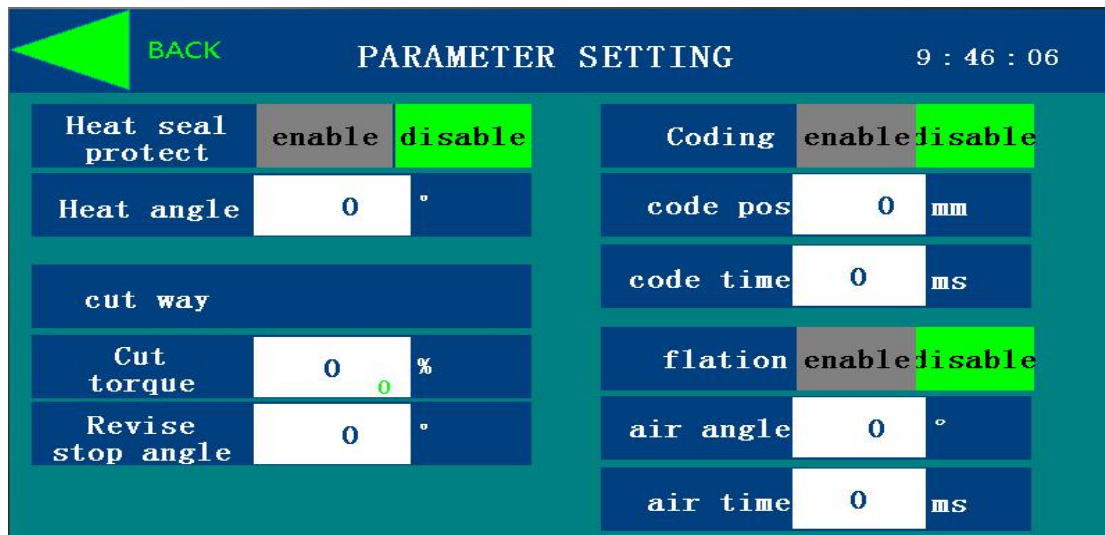 BACK
PARAMETER SETTING
9 : 46 : 06
Heat seal
protect
enable disable
Heat angle 0 °
cut way
Cut
torque
0 0 %
Revise
stop angle
0 °
Coding enable disable
code pos 0 mm
code time 0 ms
flation enable disable
air angle 0 °
air time 0 ms